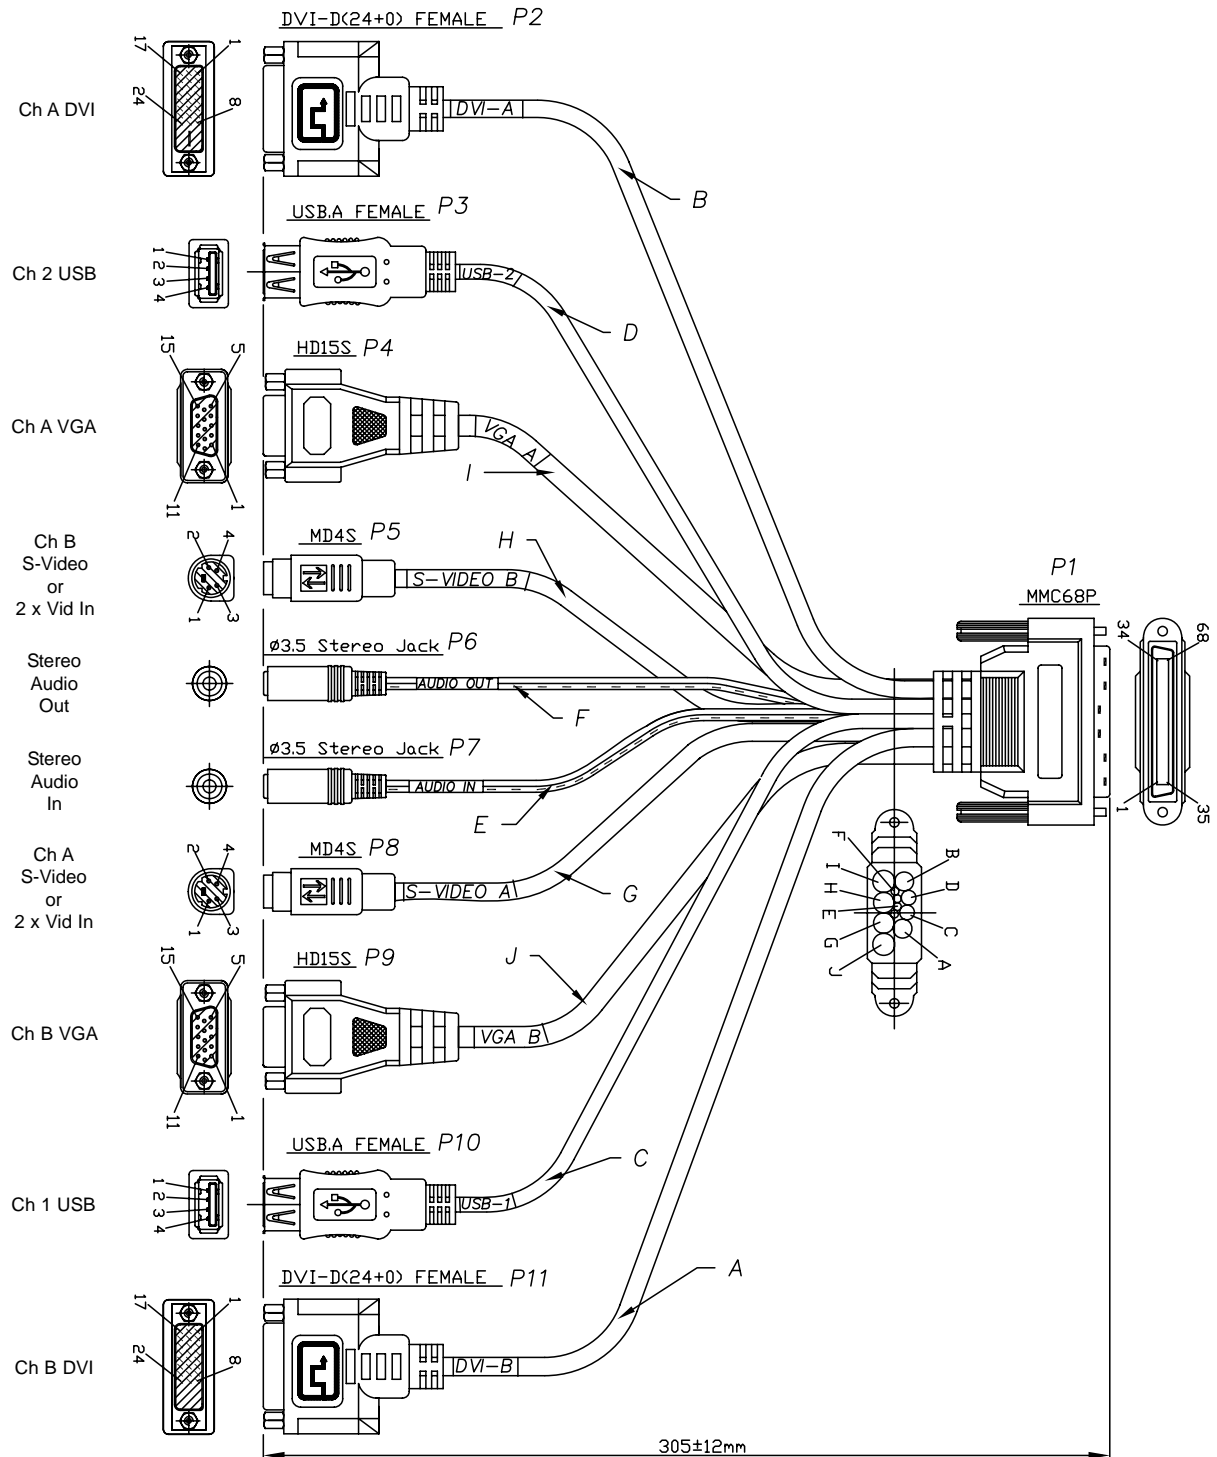 DVI-D(24+0) FEMALE P2
17
1
24
8
Ch A DVI
DVI-A
B
USB.A FEMALE P3
1
2
3
4
Ch 2 USB
USB-2
D
HD15S P4
15
5
11
1
Ch A VGA
VGA A
I
MD4S P5
2
4
1
3
Ch B
S-Video
or
2 x Vid In
S-VIDEO B
H
ø3.5 Stereo Jack P6
Stereo
Audio
Out
AUDIO OUT
F
ø3.5 Stereo Jack P7
Stereo
Audio
In
AUDIO IN
E
MD4S P8
2
4
1
3
Ch A
S-Video
or
2 x Vid In
S-VIDEO A
G
HD15S P9
15
5
11
1
Ch B VGA
VGA B
J
USB.A FEMALE P10
1
2
3
4
Ch 1 USB
USB-1
C
DVI-D(24+0) FEMALE P11
17
1
24
8
Ch B DVI
DVI-B
A
P1
MMC68P
34
68
1
35
F
I
H
E
G
J
B
D
C
A
305±12mm